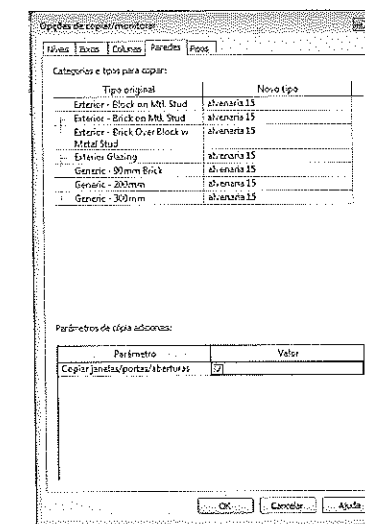 Opções de copiar/monitorar
Níveis Eixos Colunas Paredes Pisos
Categorias e tipos para copiar:
Tipo original Novo tipo
Exterior - Block on Mtl. Stud alvenaria 15
Exterior - Brick on Mtl. Stud alvenaria 15
Exterior - Brick Over Block w alvenaria 15
Metal Stud
Exterior Glazing alvenaria 15
Generic - 90mm Brick alvenaria 15
Generic - 200mm alvenaria 15
Generic - 300mm alvenaria 15
Parâmetros de cópia adicionais:
Parâmetro Valor
Copiar janelas/portas/aberturas
OK Cancelar Ajuda